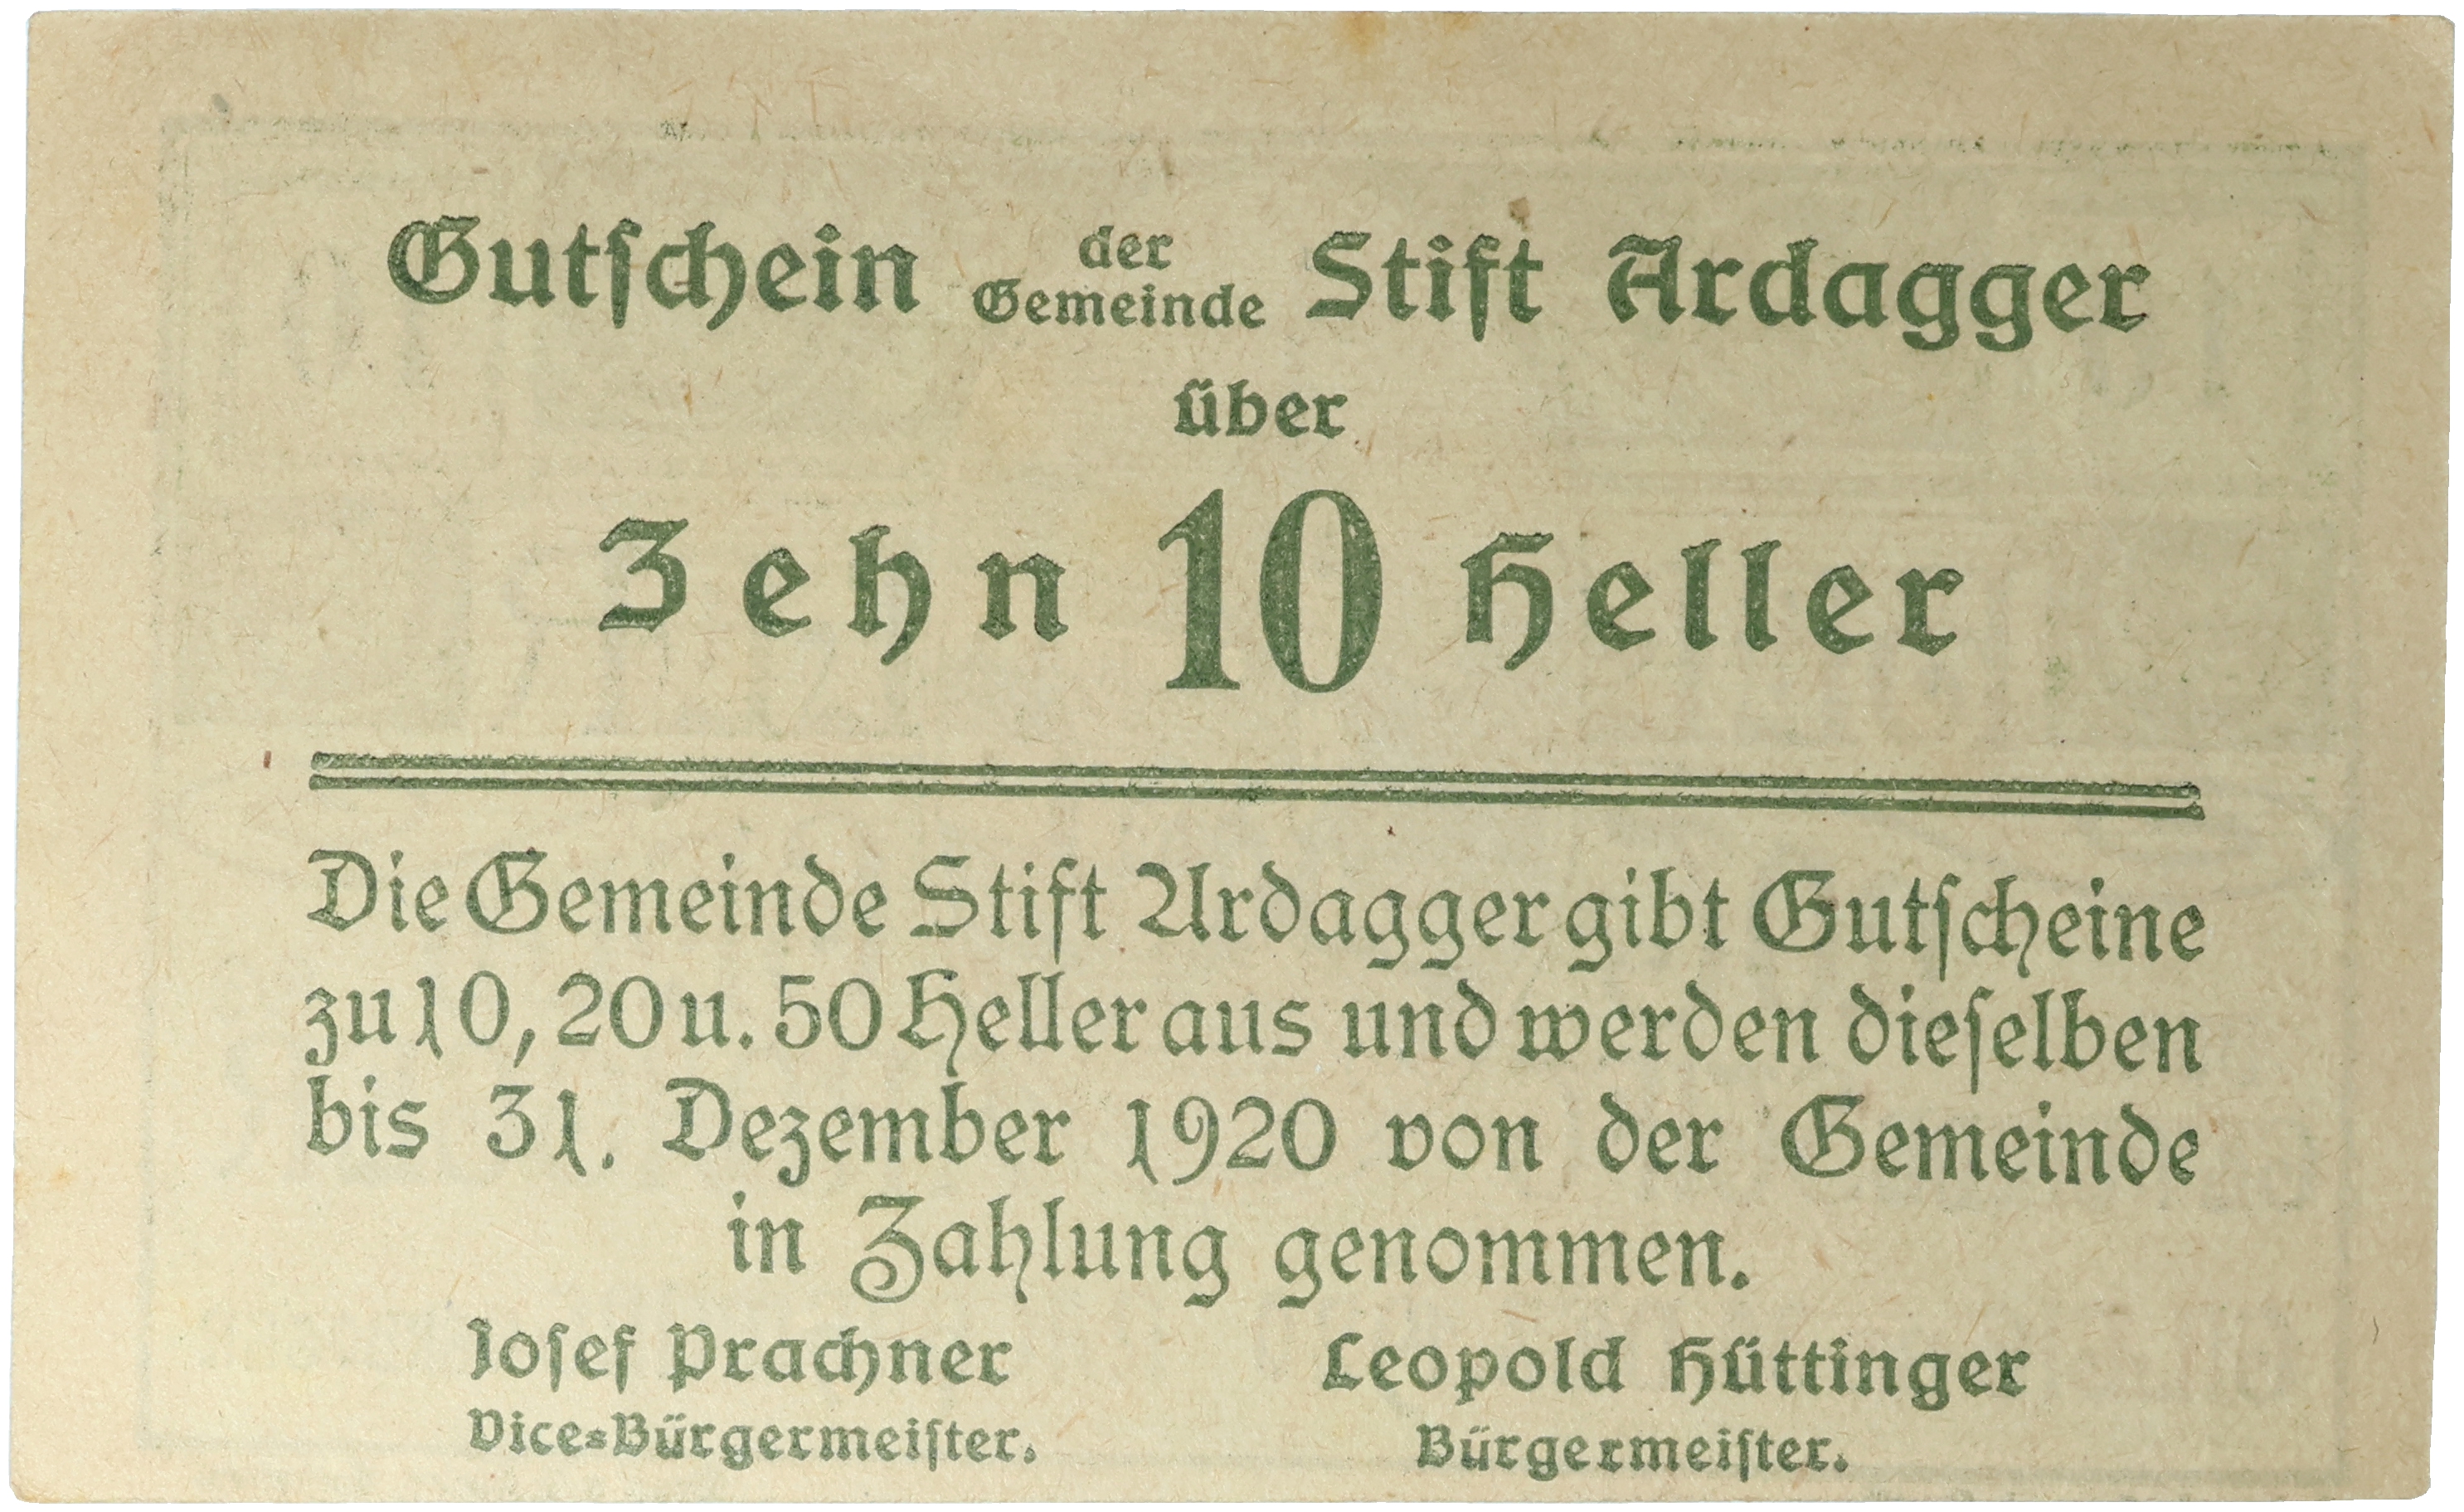 Gutſchein der Gemeinde Stift Ardagger
über
Zehn 10 Heller
Die Gemeinde Stift Ardagger gibt Gutſcheine
zu 10, 20 u. 50 Heller aus und werden dieſelben
bis 31. Dezember 1920 von der Gemeinde
in Zahlung genommen.
Joſef Prachner
Vice=Bürgermeiſter.
Leopold Hüttinger
Bürgermeiſter.